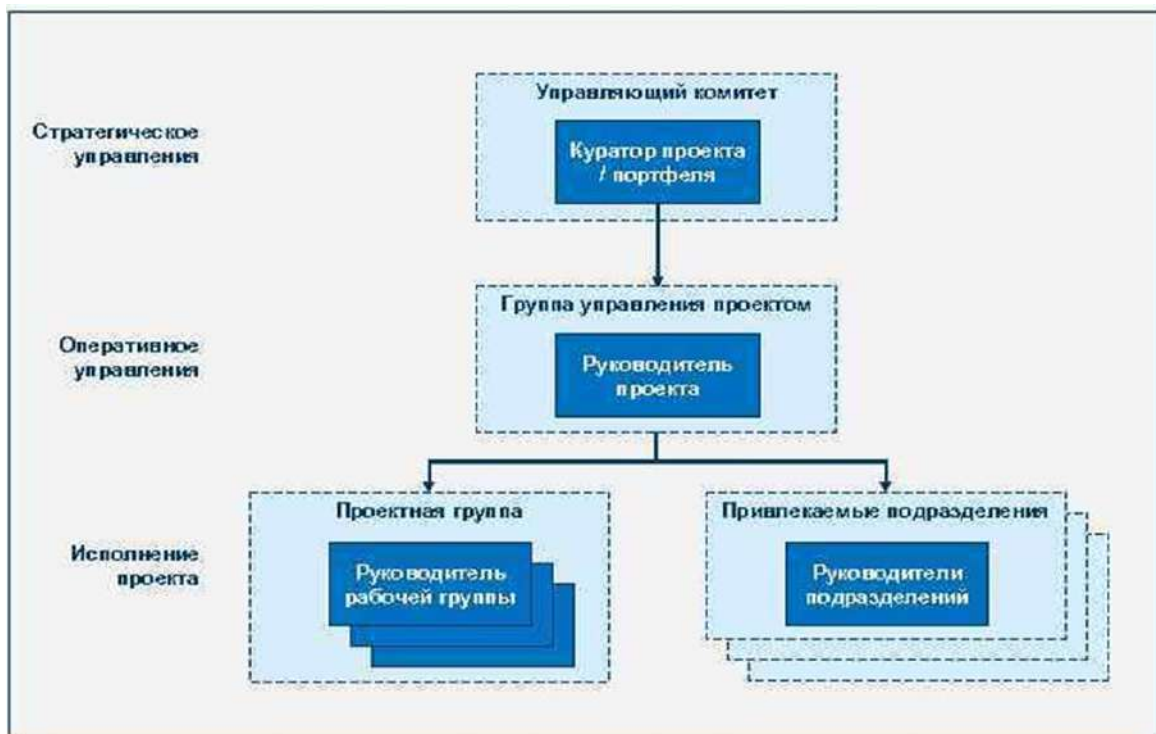 Управляющий комитет
Стратегическое
управления
Куратор проекта
/ портфеля
Группа управления проектом
Оперативное
управления
Руководитель
проекта
Проектная группа
Привлекаемые подразделения
Исполнение
проекта
Руководитель
рабочей группы
Руководители
подразделений